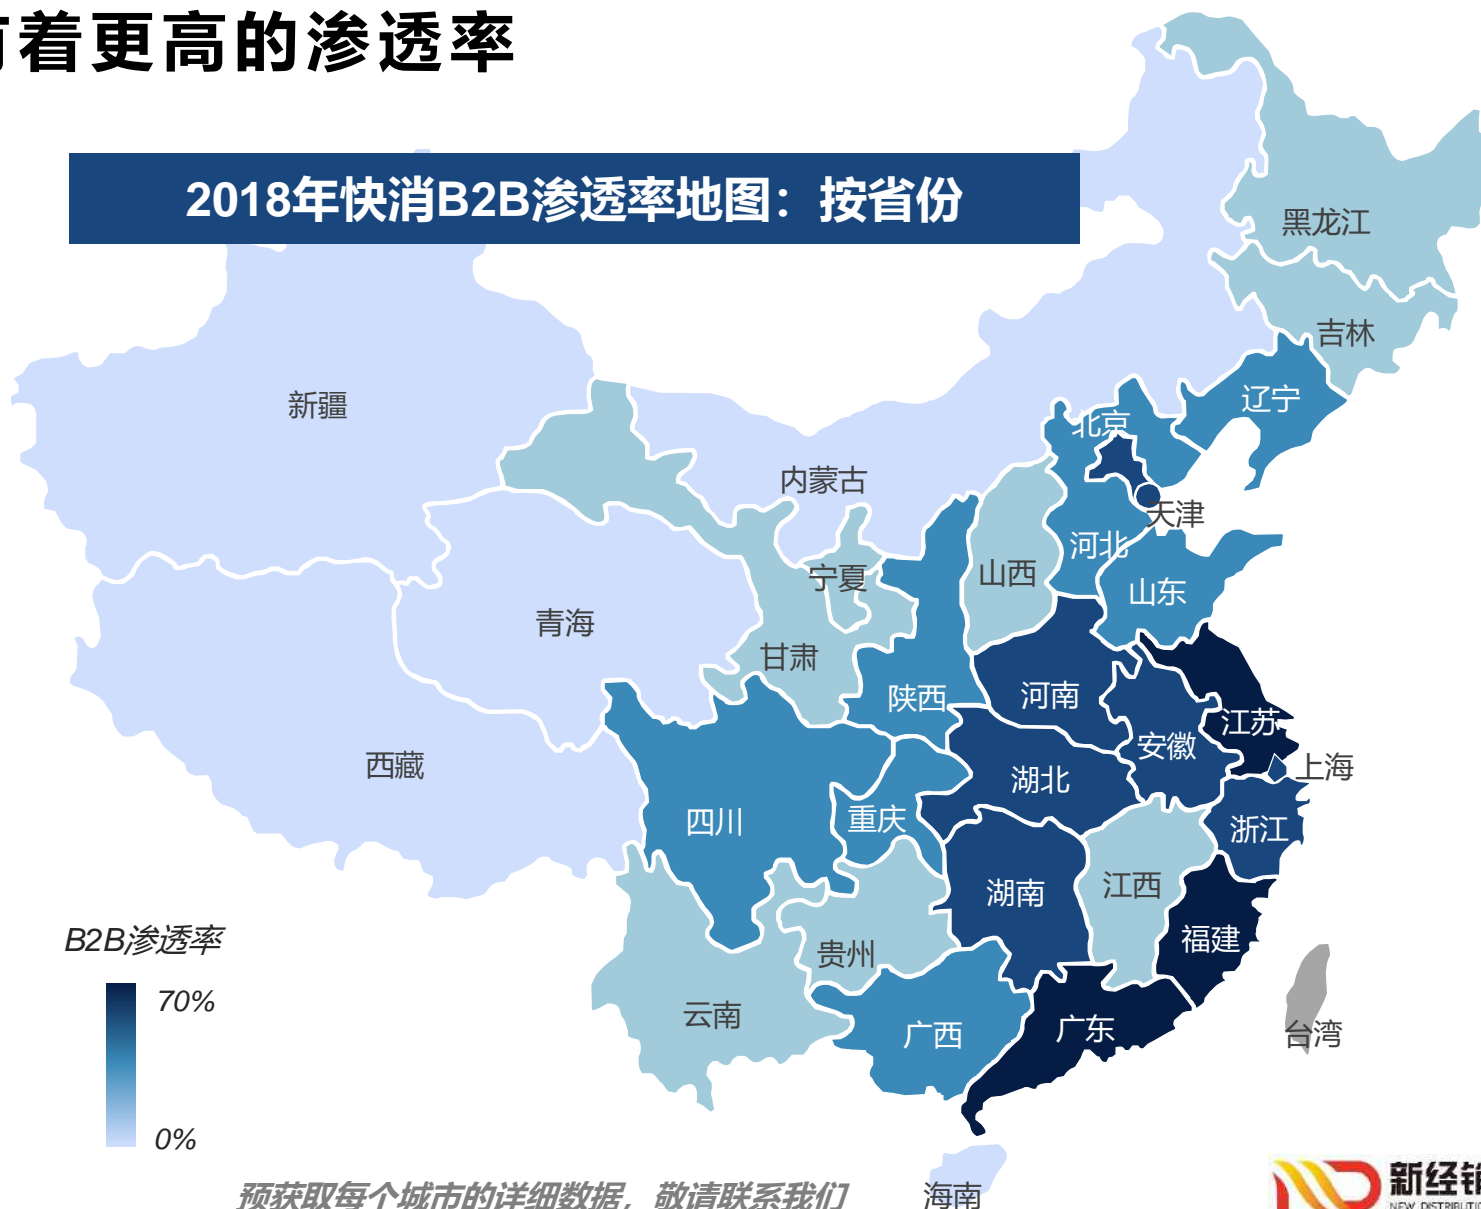 着更高的渗透率
2018年快消B2B渗透率地图：按省份
黑龙江
吉林
辽宁
新疆
北京
内蒙古
天津
河北
宁夏
山西
山东
青海
甘肃
陕西
河南
江苏
安徽
上海
西藏
湖北
四川
重庆
浙江
江西
湖南
福建
贵州
云南
广西
广东
台湾
海南
B2B渗透率
70%
0%
预获取每个城市的详细数据，敬请联系我们
新经